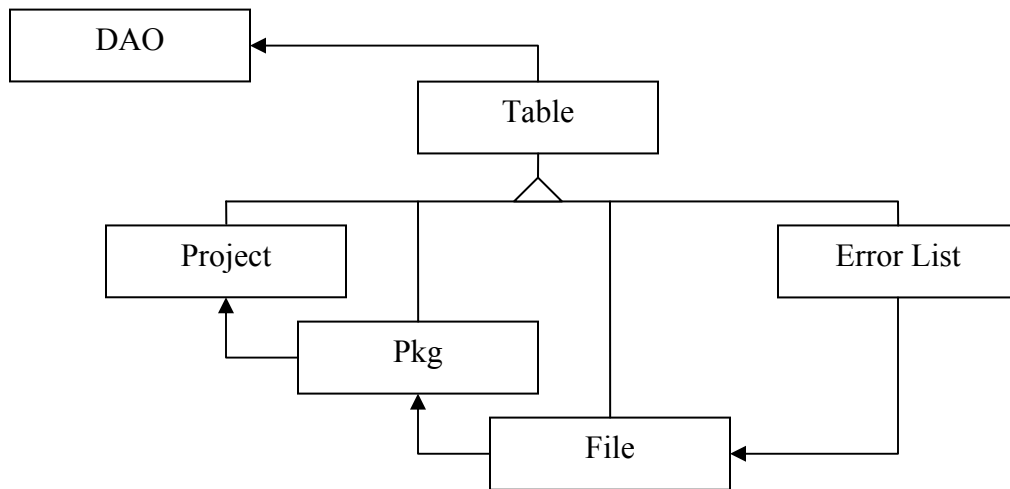 DAO
Table
Project
Error List
Pkg
File